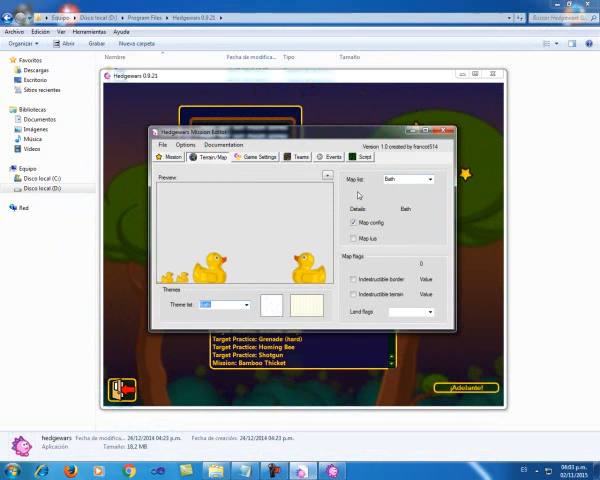 Equipo ▸ Disco local (D:) ▸ Program Files ▸ Hedgewars 0.9.21 ▸
Buscar Hedgewars 0...
Archivo Edición Ver Herramientas Ayuda
Organizar Abrir Grabar Nueva carpeta
Nombre Fecha de modifica... Tipo Tamaño
Favoritos
Descargas
Escritorio
Sitios recientes
Bibliotecas
Documentos
Imágenes
Música
Videos
Equipo
Disco local (C:)
Disco local (D:)
Red
Hedgewars 0.9.21
Hedgewars Mission Editor
File Options Documentation
Version 1.0 created by francot514
Mission Terrain/Map Game Settings Teams Events Script
Preview:
Map list: Bath
Details: Bath
Map config
Map lua
Map flags
0
Indestructible border Value
Indestructible terrain Value
Land flags
Themes
Theme list: Bath
Target Practice: Grenade (hard)
Target Practice: Homing Bee
Target Practice: Shotgun
Mission: Bamboo Thicket
¡Adelante!
hedgewars Fecha de modifica... 24/12/2014 04:23 p.m. Fecha de creación: 24/12/2014 04:23 p.m.
Aplicación Tamaño: 18,2 MB
ES
04:03 p.m.
02/11/2015